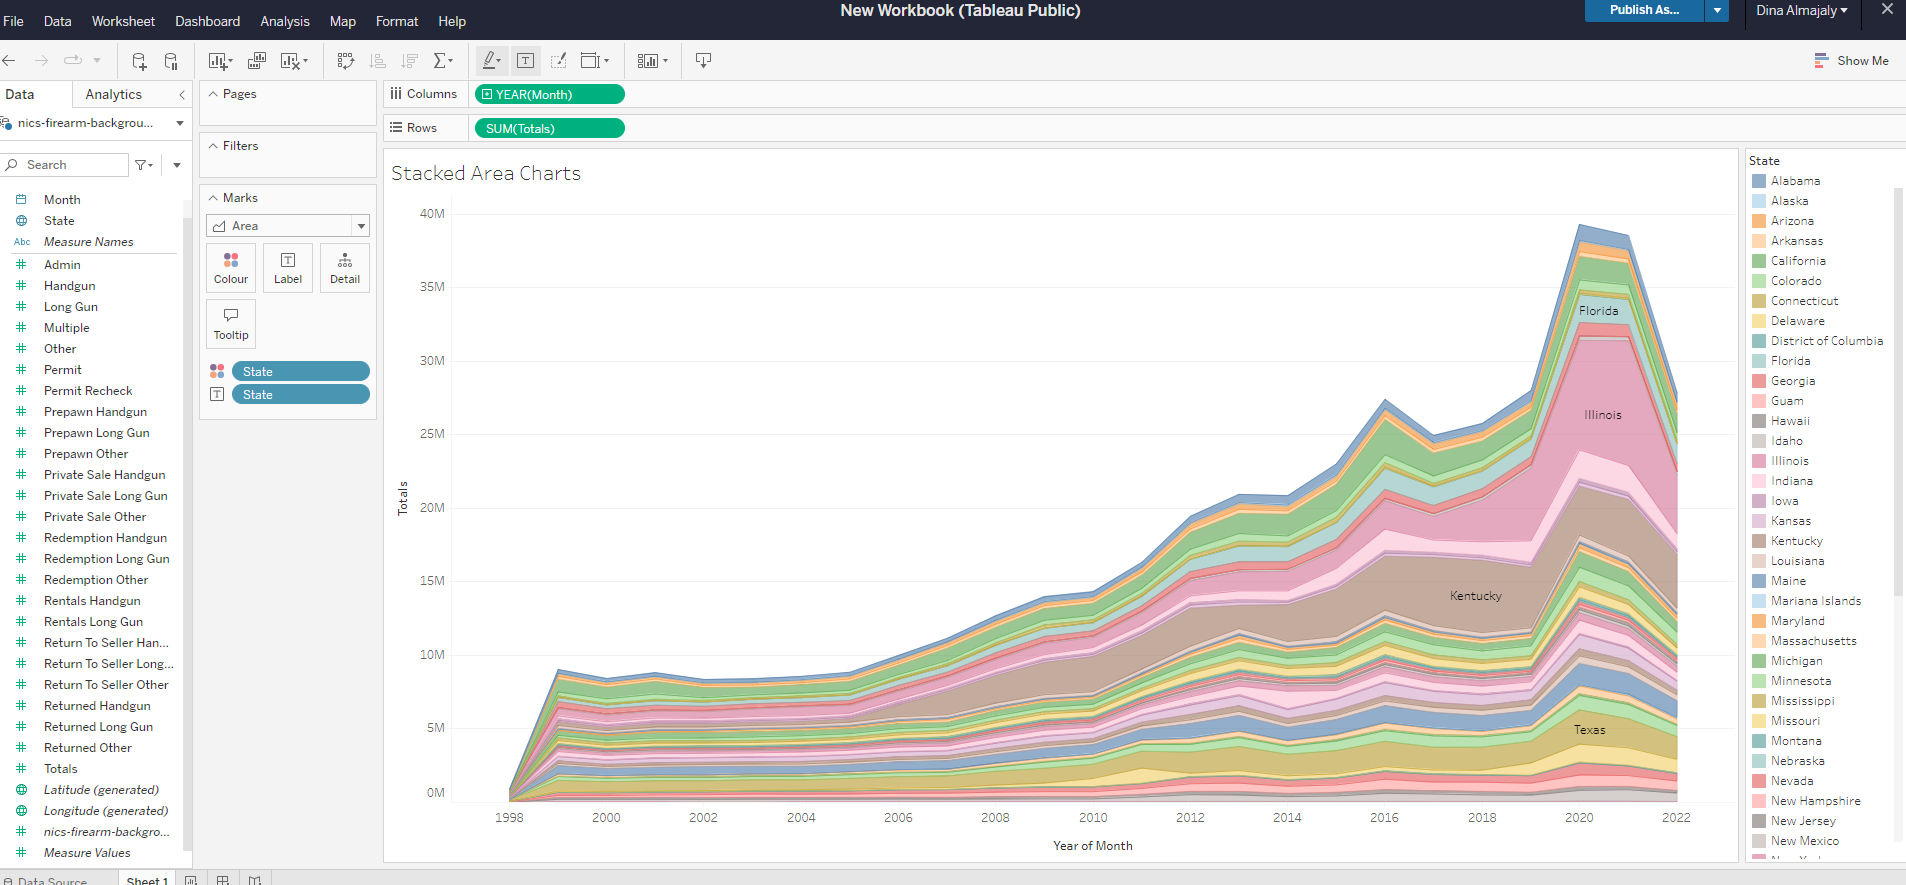 New Workbook (Tableau Public)
Publish As...
Dina Almajaly
File
Data
Worksheet
Dashboard
Analysis
Map
Format
Help
Show Me
Data
Analytics
nics-firearm-backgrou...
Search
Month
State
Abc
Measure Names
Admin
Handgun
Long Gun
Multiple
Other
Permit
Permit Recheck
Prepawn Handgun
Prepawn Long Gun
Prepawn Other
Private Sale Handgun
Private Sale Long Gun
Private Sale Other
Redemption Handgun
Redemption Long Gun
Redemption Other
Rentals Handgun
Rentals Long Gun
Return To Seller Han...
Return To Seller Long...
Return To Seller Other
Returned Handgun
Returned Long Gun
Returned Other
Totals
Latitude (generated)
Longitude (generated)
nics-firearm-backgro...
Measure Values
Pages
Filters
Marks
Area
Colour
Label
Detail
Tooltip
State
State
Columns
YEAR(Month)
Rows
SUM(Totals)
Stacked Area Charts
40M
35M
30M
25M
20M
15M
10M
5M
0M
Totals
Florida
Illinois
Kentucky
Texas
1998
2000
2002
2004
2006
2008
2010
2012
2014
2016
2018
2020
2022
Year of Month
State
Alabama
Alaska
Arizona
Arkansas
California
Colorado
Connecticut
Delaware
District of Columbia
Florida
Georgia
Guam
Hawaii
Idaho
Illinois
Indiana
Iowa
Kansas
Kentucky
Louisiana
Maine
Mariana Islands
Maryland
Massachusetts
Michigan
Minnesota
Mississippi
Missouri
Montana
Nebraska
Nevada
New Hampshire
New Jersey
New Mexico
Data Source
Sheet 1